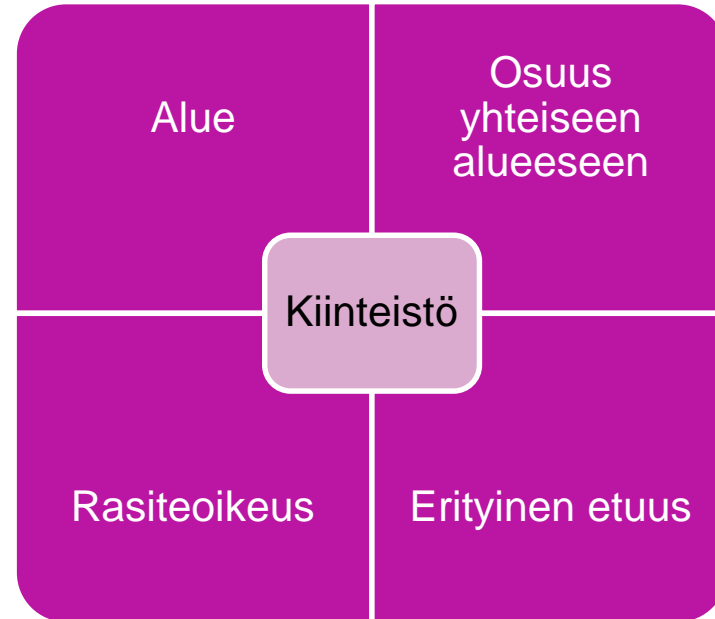 Alue
Osuus
yhteiseen
alueeseen
Kiinteistö
Rasiteoikeus
Erityinen etuus